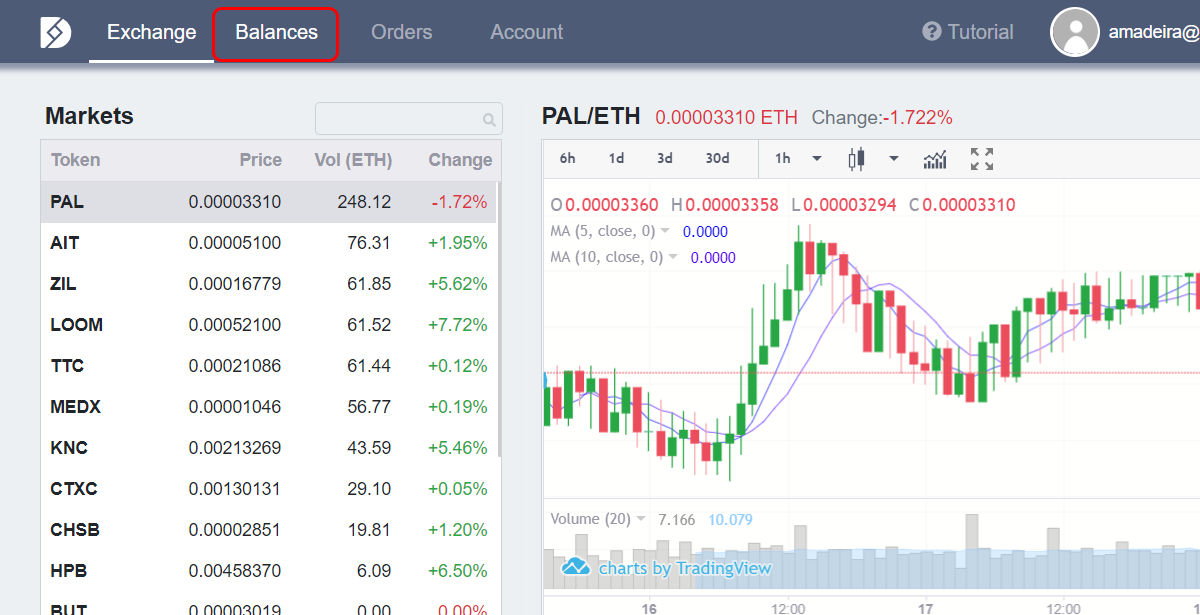 Exchange Balances Orders Account Tutorial amadeira@
Markets
Token Price Vol (ETH) Change
PAL 0.00003310 248.12 -1.72%
AIT 0.00005100 76.31 +1.95%
ZIL 0.00016779 61.85 +5.62%
LOOM 0.00052100 61.52 +7.72%
TTC 0.00021086 61.44 +0.12%
MEDX 0.00001046 56.77 +0.19%
KNC 0.00213269 43.59 +5.46%
CTXC 0.00130131 29.10 +0.05%
CHSB 0.00002851 19.81 +1.20%
HPB 0.00458370 6.09 +6.50%
BUT 0.00003019 0.00 0.00%
PAL/ETH 0.00003310 ETH Change:-1.722%
6h 1d 3d 30d 1h
O0.00003360 H0.00003358 L0.00003294 C0.00003310
MA (5, close, 0) 0.0000
MA (10, close, 0) 0.0000
Volume (20) 7.166 10.079
charts by TradingView
16 12:00 17 12:00